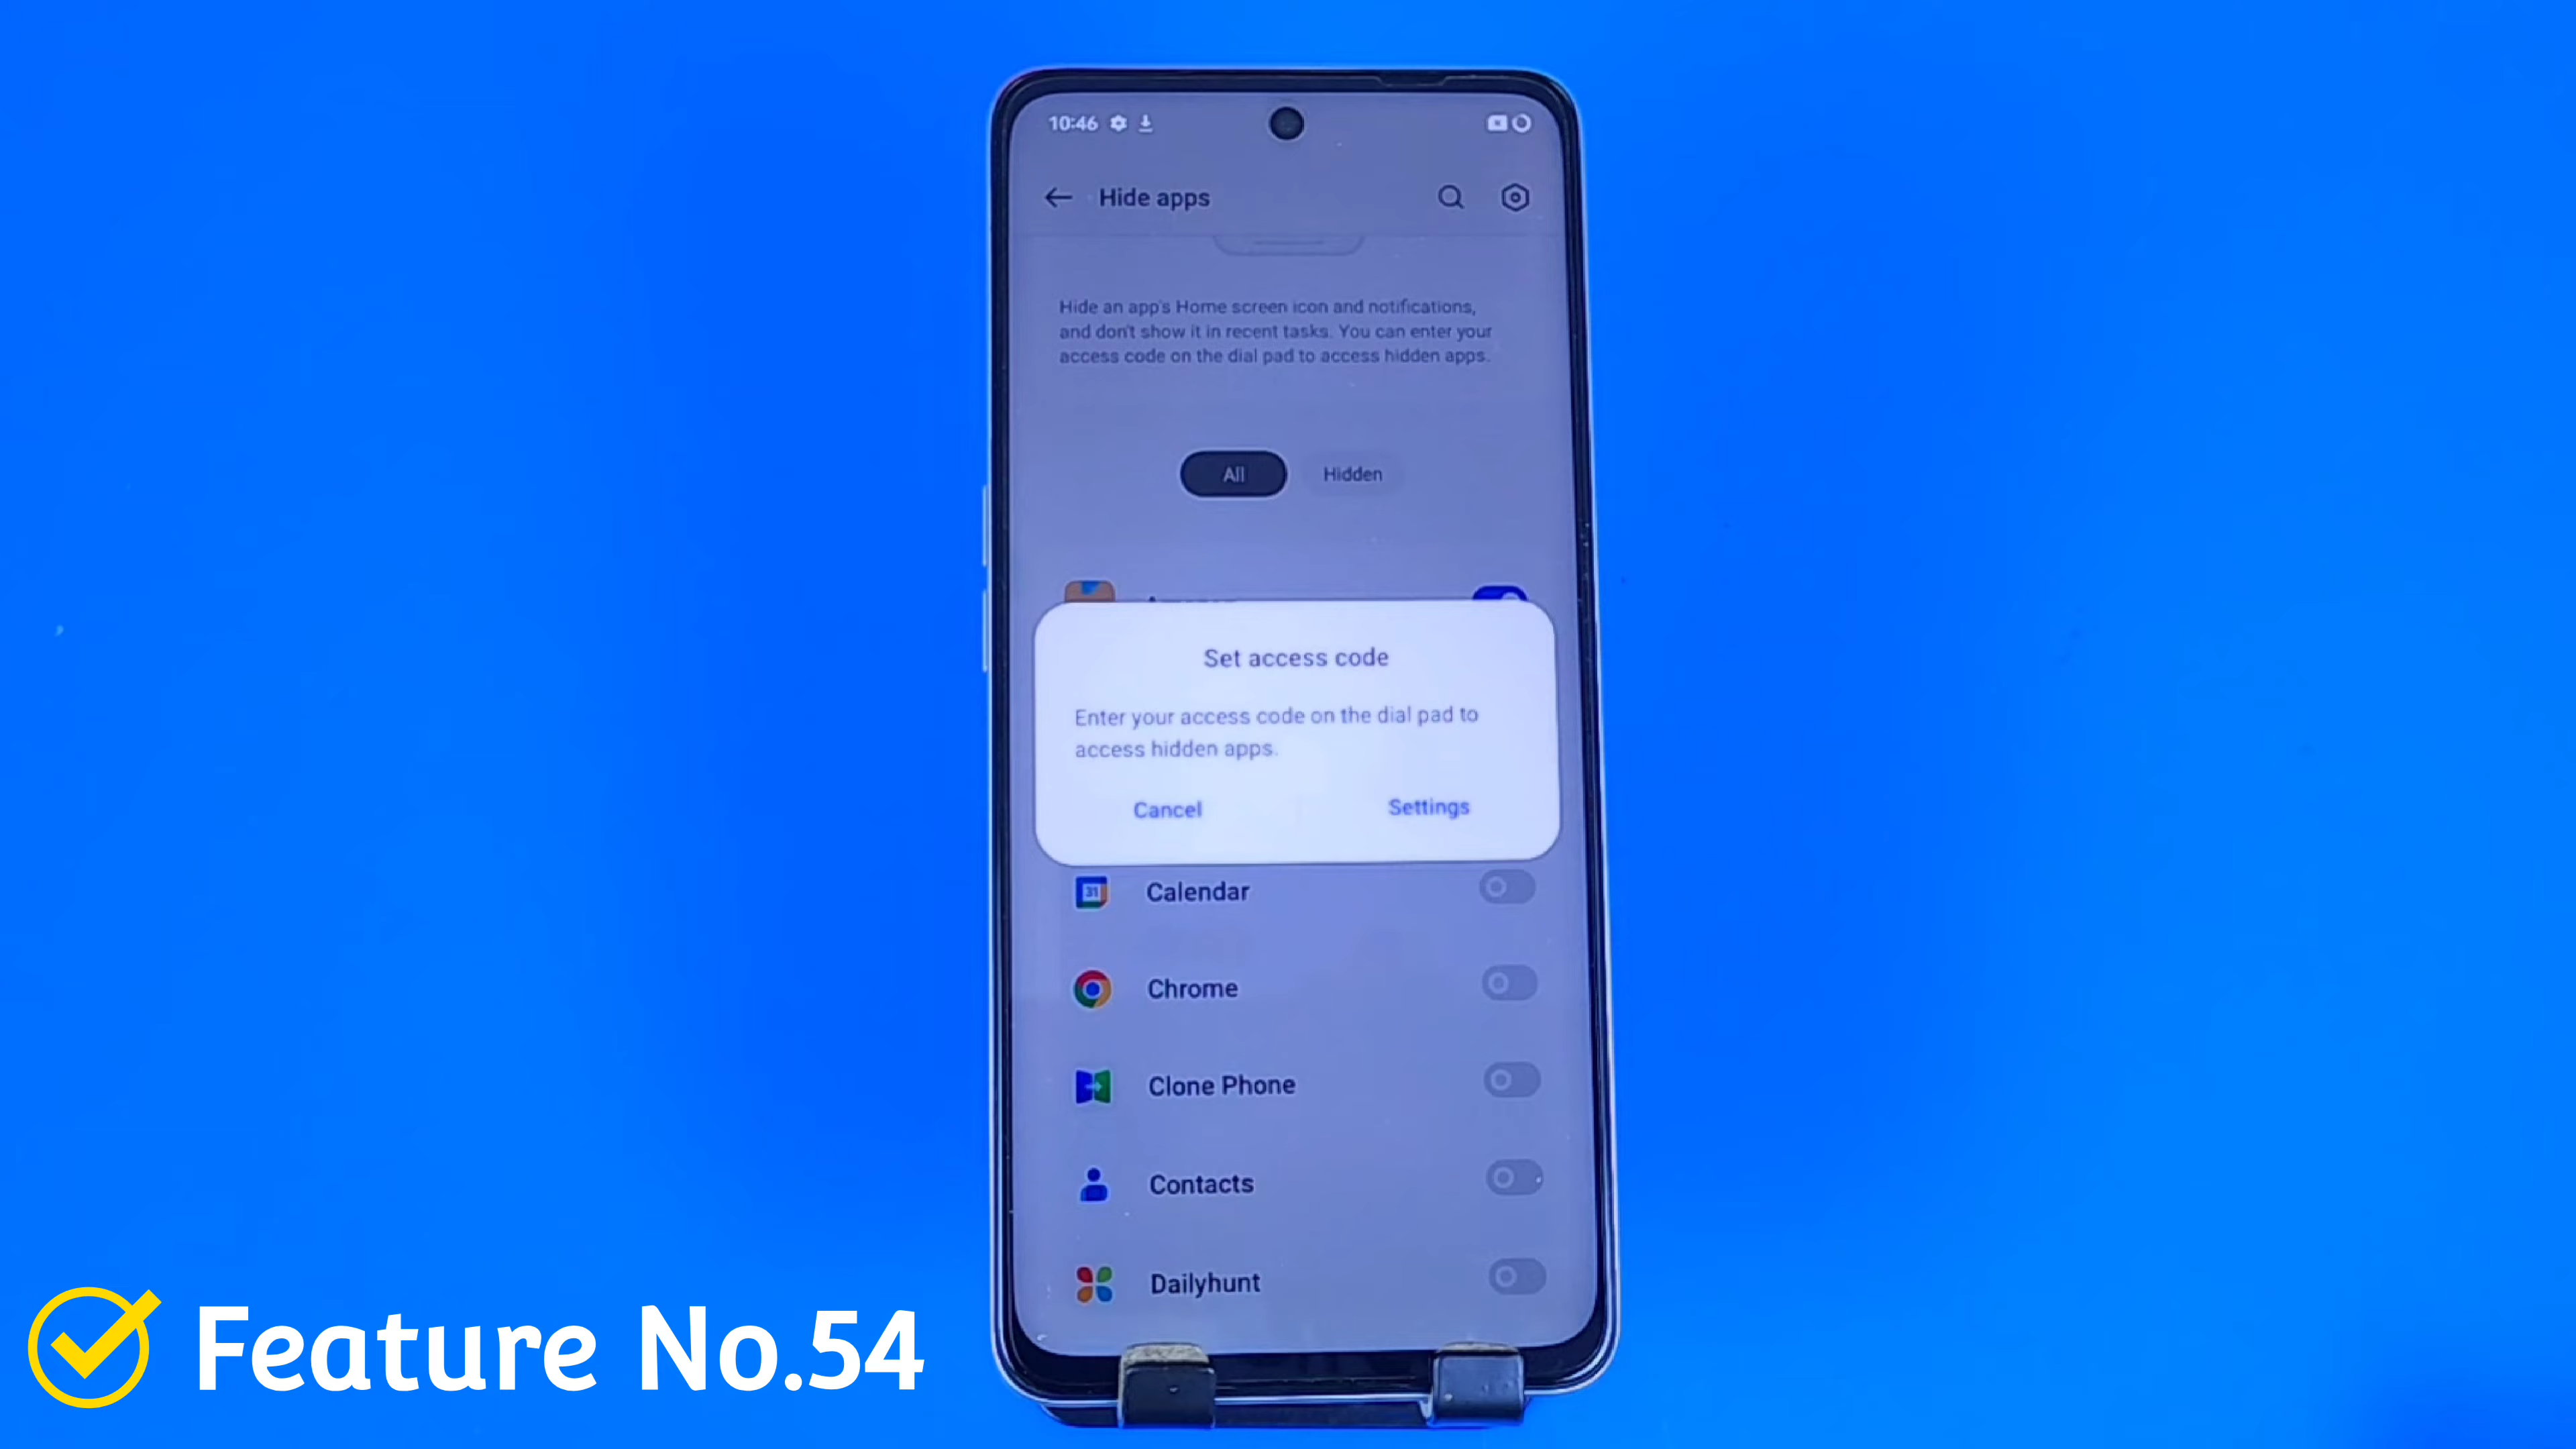 10:46
Hide apps
Hide an app's Home screen icon and notifications,
and don't show it in recent tasks. You can enter your
access code on the dial pad to access hidden apps.
All
Hidden
Set access code
Enter your access code on the dial pad to
access hidden apps.
Cancel
Settings
31
Calendar
Chrome
Clone Phone
Contacts
Dailyhunt
Feature No.54